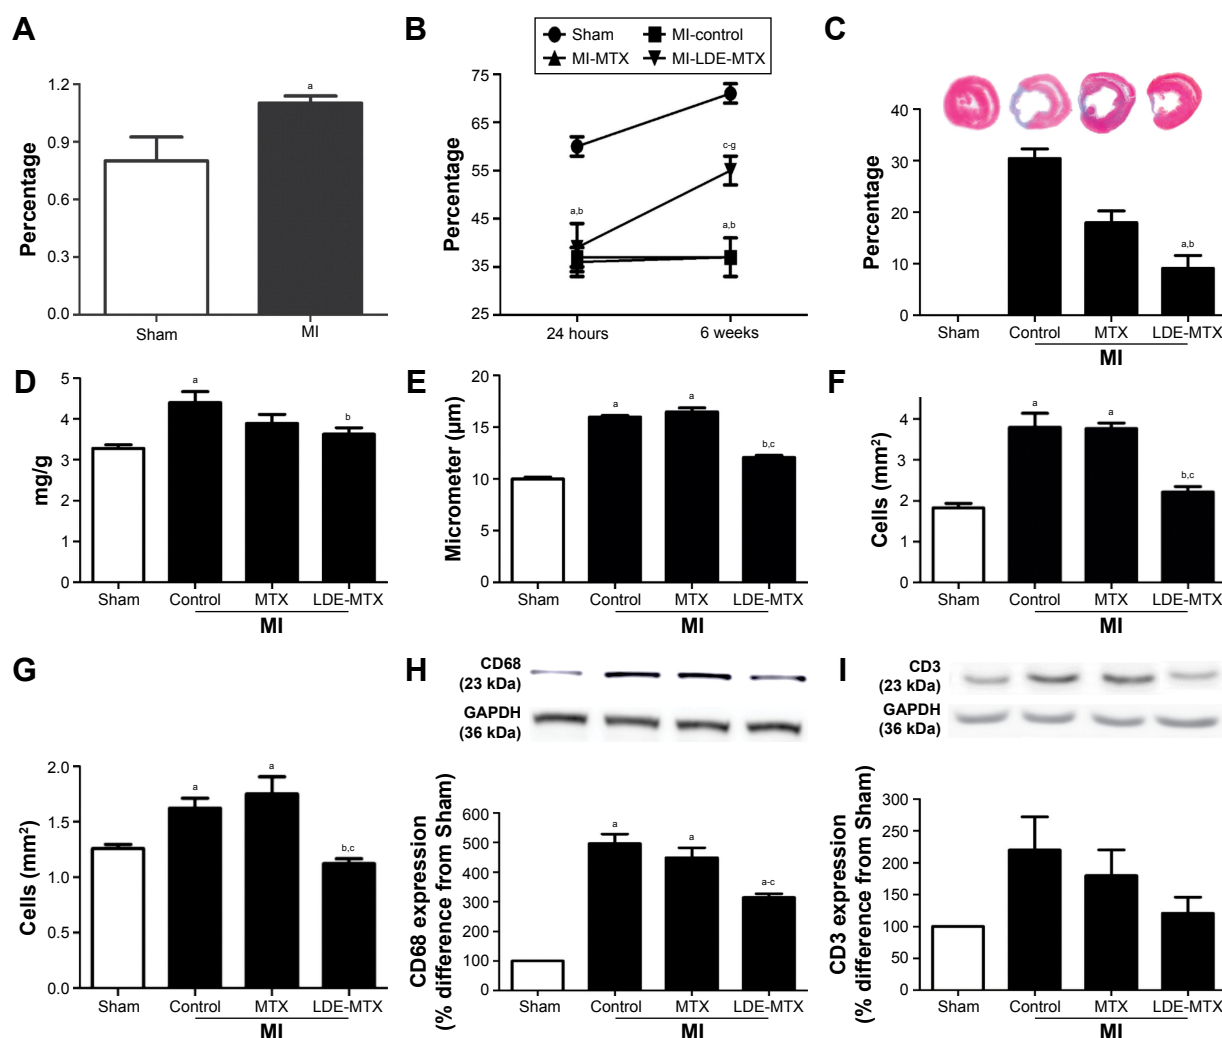 A
Percentage
1.2
0.9
0.6
0.3
0.0
a
Sham
MI
B
Sham
MI-control
MI-MTX
MI-LDE-MTX
Percentage
75
65
55
45
35
25
a,b
c-g
a,b
24 hours
6 weeks
C
Percentage
40
30
20
10
0
a,b
Sham
Control
MTX
LDE-MTX
MI
D
mg/g
5
4
3
2
1
0
a
b
Sham
Control
MTX
LDE-MTX
MI
E
Micrometer (µm)
20
15
10
5
0
a
a
b,c
Sham
Control
MTX
LDE-MTX
MI
F
Cells (mm²)
4
3
2
1
0
a
a
b,c
Sham
Control
MTX
LDE-MTX
MI
G
Cells (mm²)
2.0
1.5
1.0
0.5
0.0
a
a
b,c
Sham
Control
MTX
LDE-MTX
MI
H
CD68
(23 kDa)
GAPDH
(36 kDa)
CD68 expression
(% difference from Sham)
600
500
400
300
200
100
0
a
a
a-c
Sham
Control
MTX
LDE-MTX
MI
I
CD3
(23 kDa)
GAPDH
(36 kDa)
CD3 expression
(% difference from Sham)
300
250
200
150
100
50
0
Sham
Control
MTX
LDE-MTX
MI